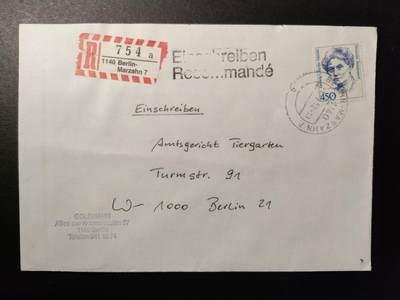 R 754 a
1140 Berlin-
Marzahn 7
Einschreiben
Recommandé
450
Einschreiben
Amtsgericht Tiergarten
Turmstr. 91
W- 1000 Berlin 21